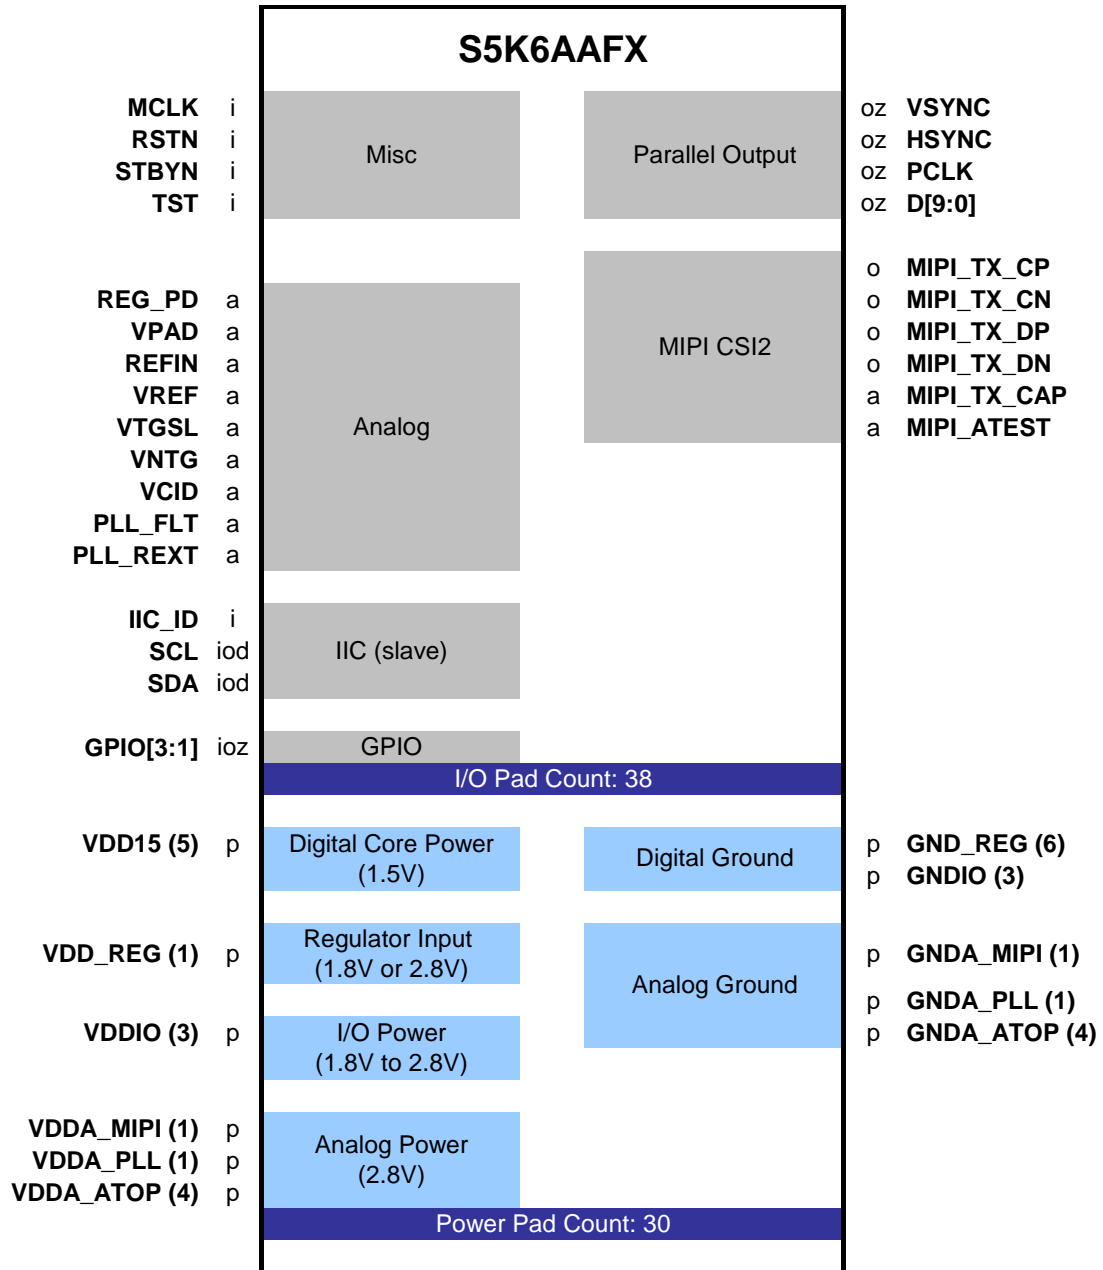 S5K6AAFX
MCLK i
RSTN i
STBYN i
TST i
Misc
Parallel Output
oz VSYNC
oz HSYNC
oz PCLK
oz D[9:0]
REG_PD a
VPAD a
REFIN a
VREF a
VTGSL a
VNTG a
VCID a
PLL_FLT a
PLL_REXT a
Analog
MIPI CSI2
o MIPI_TX_CP
o MIPI_TX_CN
o MIPI_TX_DP
o MIPI_TX_DN
a MIPI_TX_CAP
a MIPI_ATEST
IIC_ID i
SCL iod
SDA iod
IIC (slave)
GPIO[3:1] ioz
GPIO
I/O Pad Count: 38
VDD15 (5) p
Digital Core Power
(1.5V)
Digital Ground
p GND_REG (6)
p GNDIO (3)
VDD_REG (1) p
Regulator Input
(1.8V or 2.8V)
Analog Ground
p GNDA_MIPI (1)
p GNDA_PLL (1)
p GNDA_ATOP (4)
VDDIO (3) p
I/O Power
(1.8V to 2.8V)
VDDA_MIPI (1) p
VDDA_PLL (1) p
VDDA_ATOP (4) p
Analog Power
(2.8V)
Power Pad Count: 30